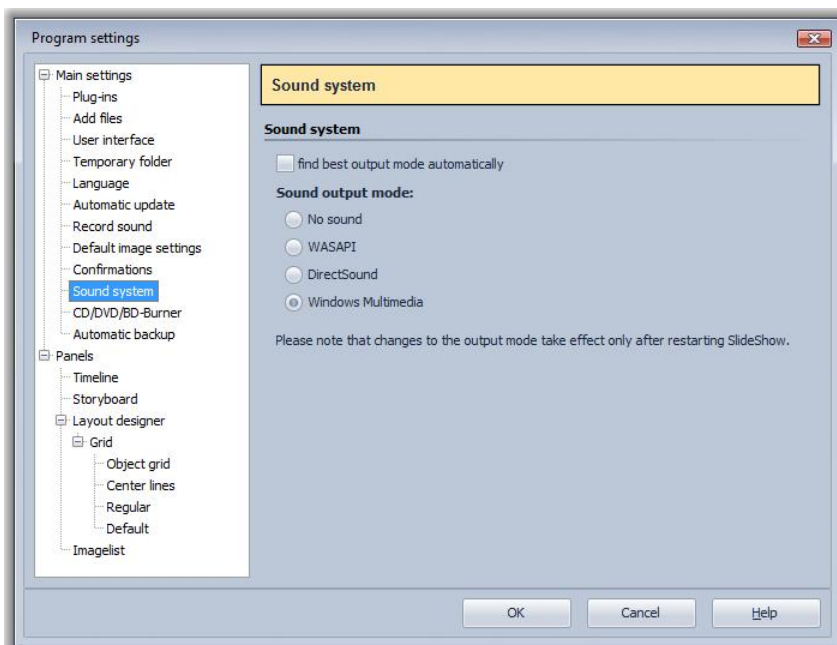 Program settings
Main settings
Plug-ins
Add files
User interface
Temporary folder
Language
Automatic update
Record sound
Default image settings
Confirmations
Sound system
CD/DVD/BD-Burner
Automatic backup
Panels
Timeline
Storyboard
Layout designer
Grid
Object grid
Center lines
Regular
Default
Imagelist
Sound system
Sound system
find best output mode automatically
Sound output mode:
No sound
WASAPI
DirectSound
Windows Multimedia
Please note that changes to the output mode take effect only after restarting SlideShow.
OK
Cancel
Help